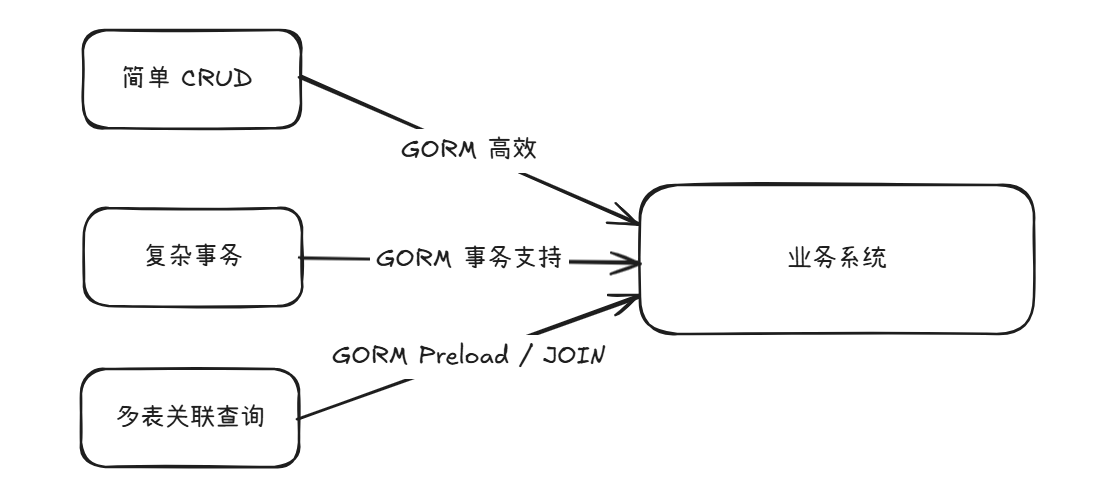 简单 CRUD
GORM 高效
复杂事务
GORM 事务支持
业务系统
GORM Preload / JOIN
多表关联查询